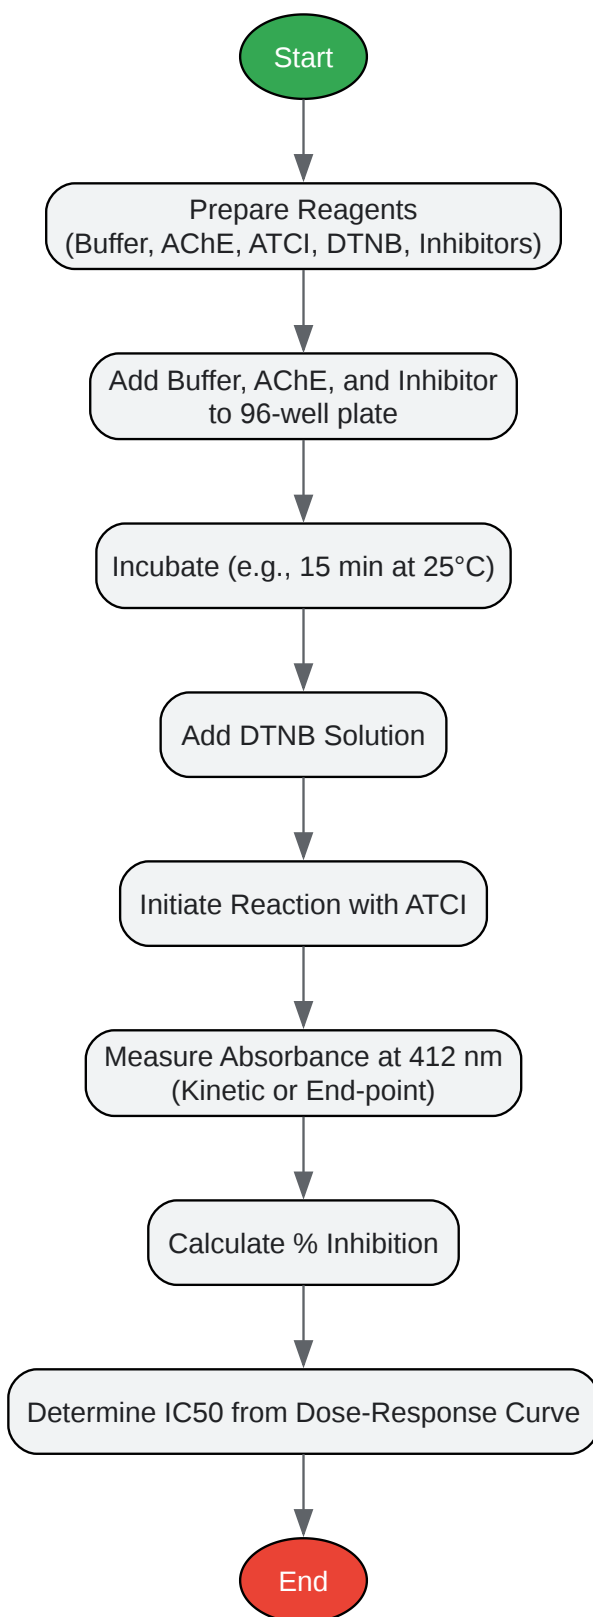 Start
Prepare Reagents
(Buffer, AChE, ATCI, DTNB, Inhibitors)
Add Buffer, AChE, and Inhibitor
to 96-well plate
Incubate (e.g., 15 min at 25°C)
Add DTNB Solution
Initiate Reaction with ATCI
Measure Absorbance at 412 nm
(Kinetic or End-point)
Calculate % Inhibition
Determine IC50 from Dose-Response Curve
End